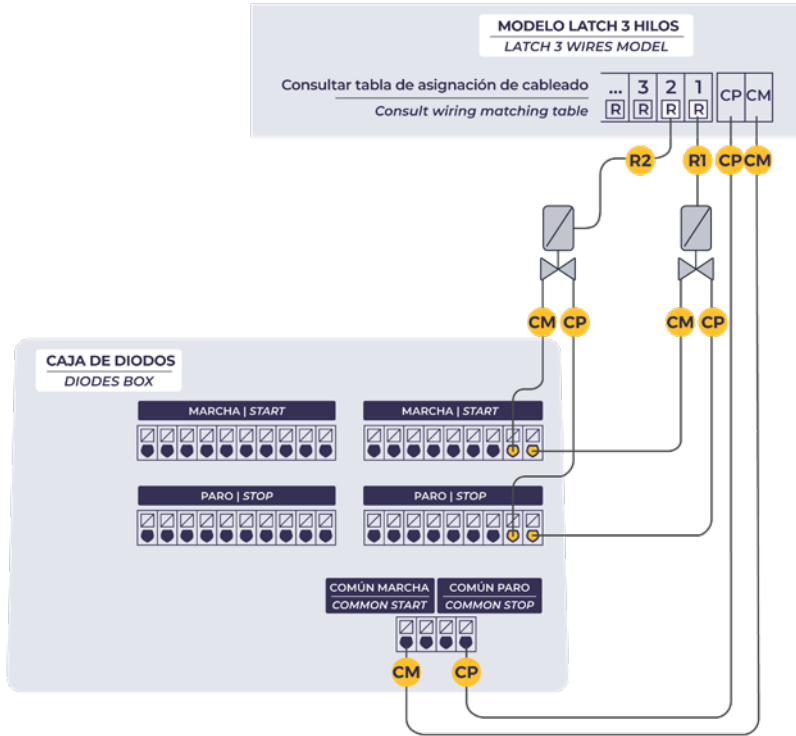 MODELO LATCH 3 HILOS
LATCH 3 WIRES MODEL
Consultar tabla de asignación de cableado
Consult wiring matching table
... 3 2 1
R R R R
CP CM
R2 R1 CP CM
CM CP CM CP
CAJA DE DIODOS
DIODES BOX
MARCHA | START MARCHA | START
PARO | STOP PARO | STOP
COMÚN MARCHA COMÚN PARO
COMMON START COMMON STOP
CM CP